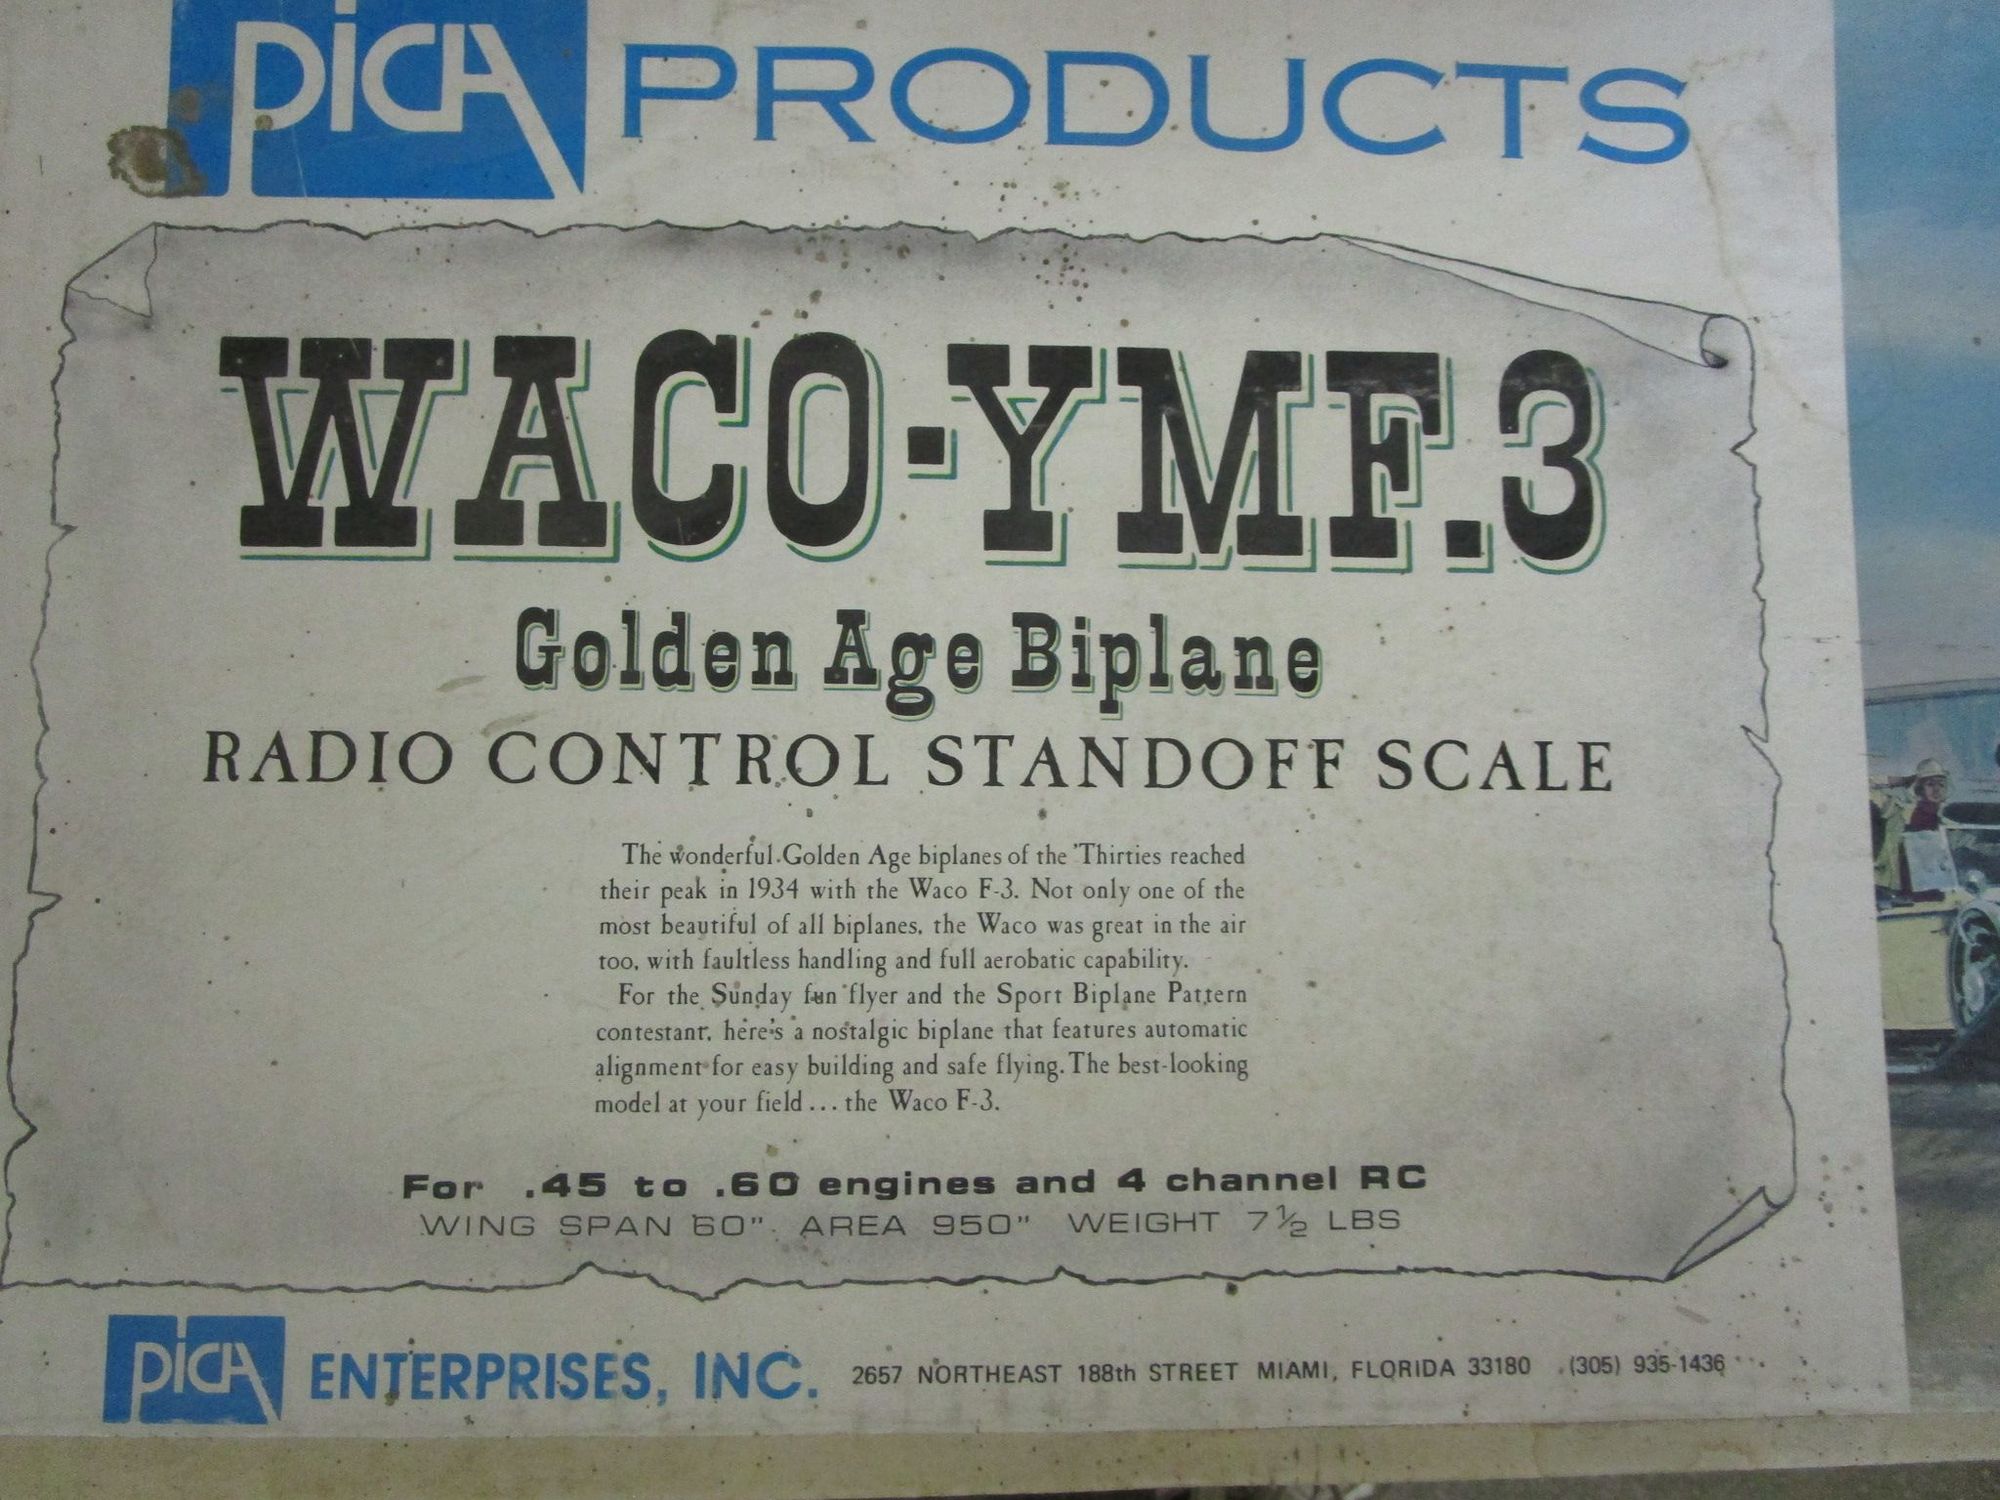 PICA PRODUCTS
WACO-YMF.3
Golden Age Biplane
RADIO CONTROL STANDOFF SCALE
The wonderful Golden Age biplanes of the 'Thirties reached
their peak in 1934 with the Waco F-3. Not only one of the
most beautiful of all biplanes, the Waco was great in the air
too, with faultless handling and full aerobatic capability.
For the Sunday fun flyer and the Sport Biplane Pattern
contestant, here's a nostalgic biplane that features automatic
alignment for easy building and safe flying. The best-looking
model at your field ... the Waco F-3.
For .45 to .60 engines and 4 channel RC
WING SPAN 60" AREA 950" WEIGHT 7½ LBS
PICA ENTERPRISES, INC. 2657 NORTHEAST 188th STREET MIAMI, FLORIDA 33180 (305) 935-1436